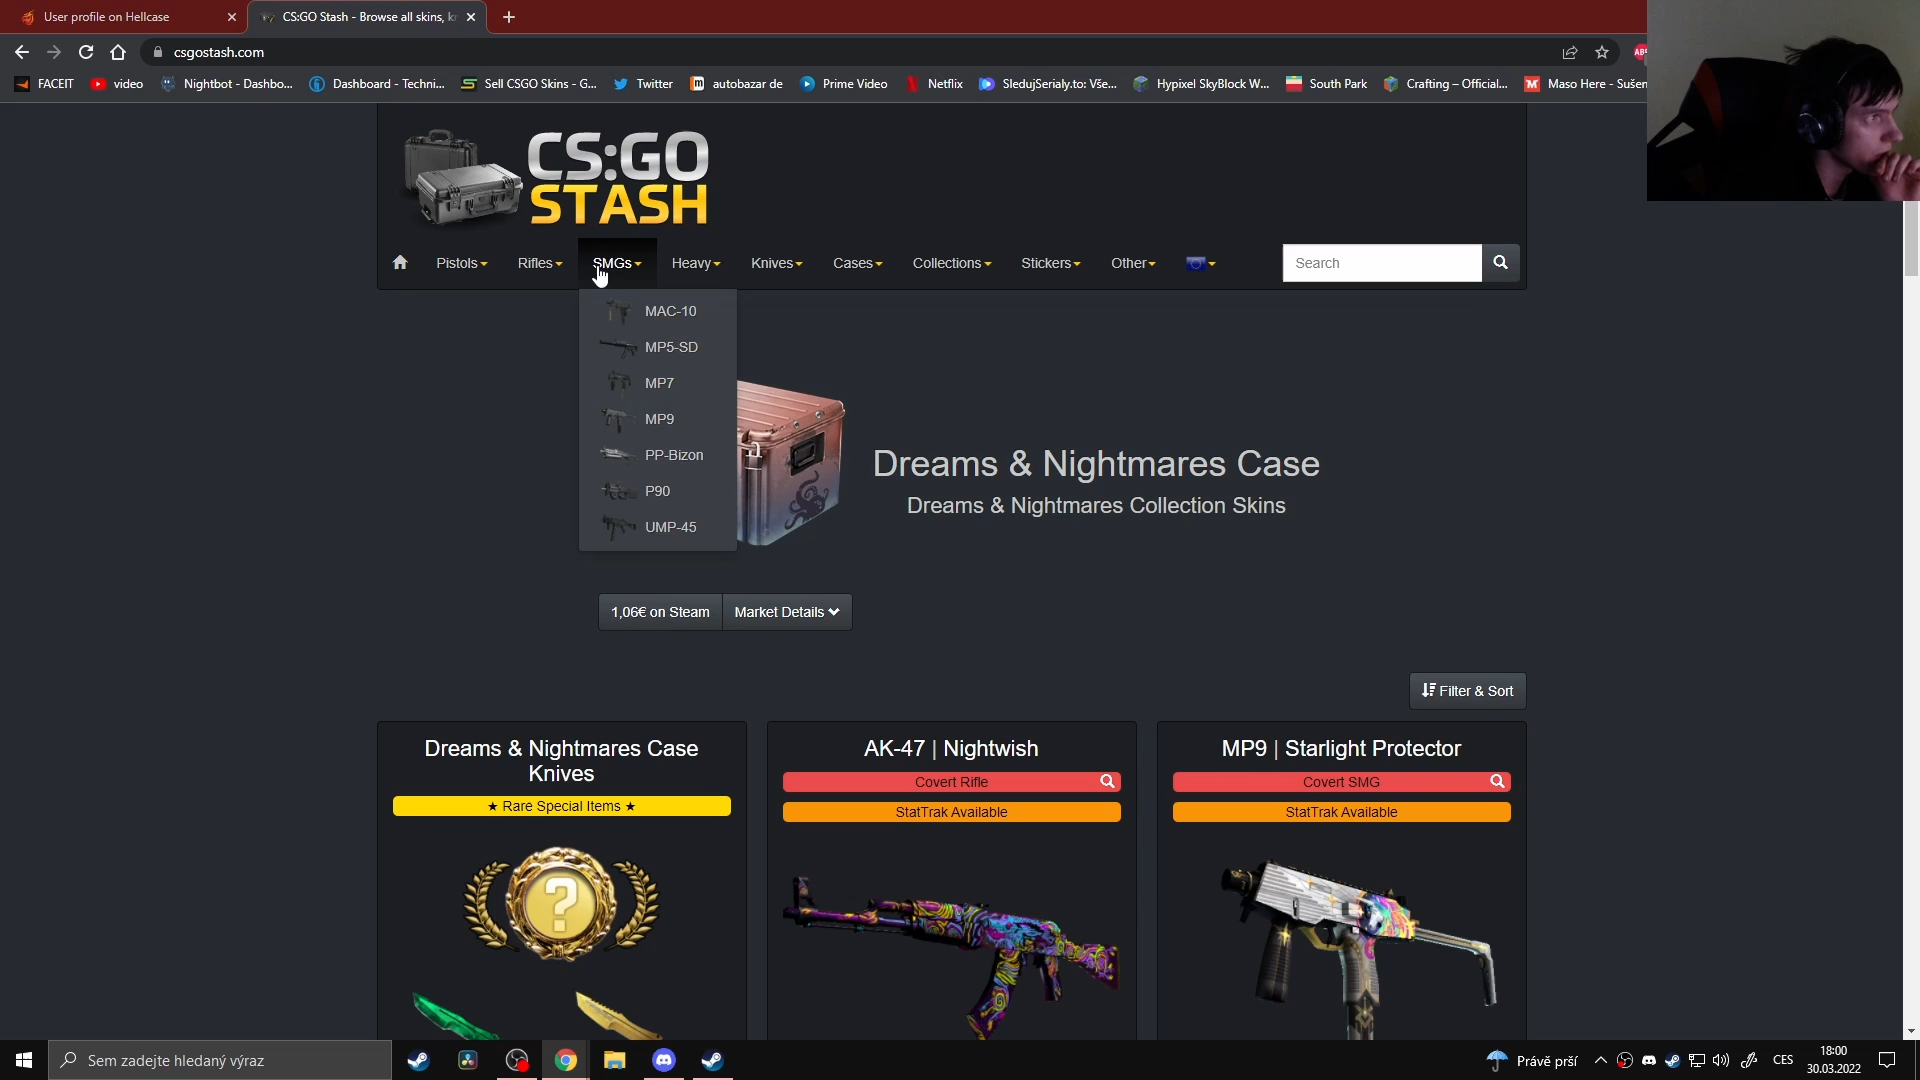 User profile on Hellcase
CS:GO Stash - Browse all skins, kn
csgostash.com
FACEIT
video
Nightbot - Dashbo...
Dashboard - Techni...
Sell CSGO Skins - G...
Twitter
autobazar de
Prime Video
Netflix
SledujSerialy.to: Vše...
Hypixel SkyBlock W...
South Park
Crafting – Official...
Maso Here - Sušen
CS:GO
STASH
Pistols
Rifles
SMGs
Heavy
Knives
Cases
Collections
Stickers
Other
Search
MAC-10
MP5-SD
MP7
MP9
PP-Bizon
P90
UMP-45
Dreams & Nightmares Case
Dreams & Nightmares Collection Skins
1,06€ on Steam
Market Details
Filter & Sort
Dreams & Nightmares Case
Knives
★ Rare Special Items ★
?
AK-47 | Nightwish
Covert Rifle
StatTrak Available
MP9 | Starlight Protector
Covert SMG
StatTrak Available
Sem zadejte hledaný výraz
Právě prší
CES
18:00
30.03.2022